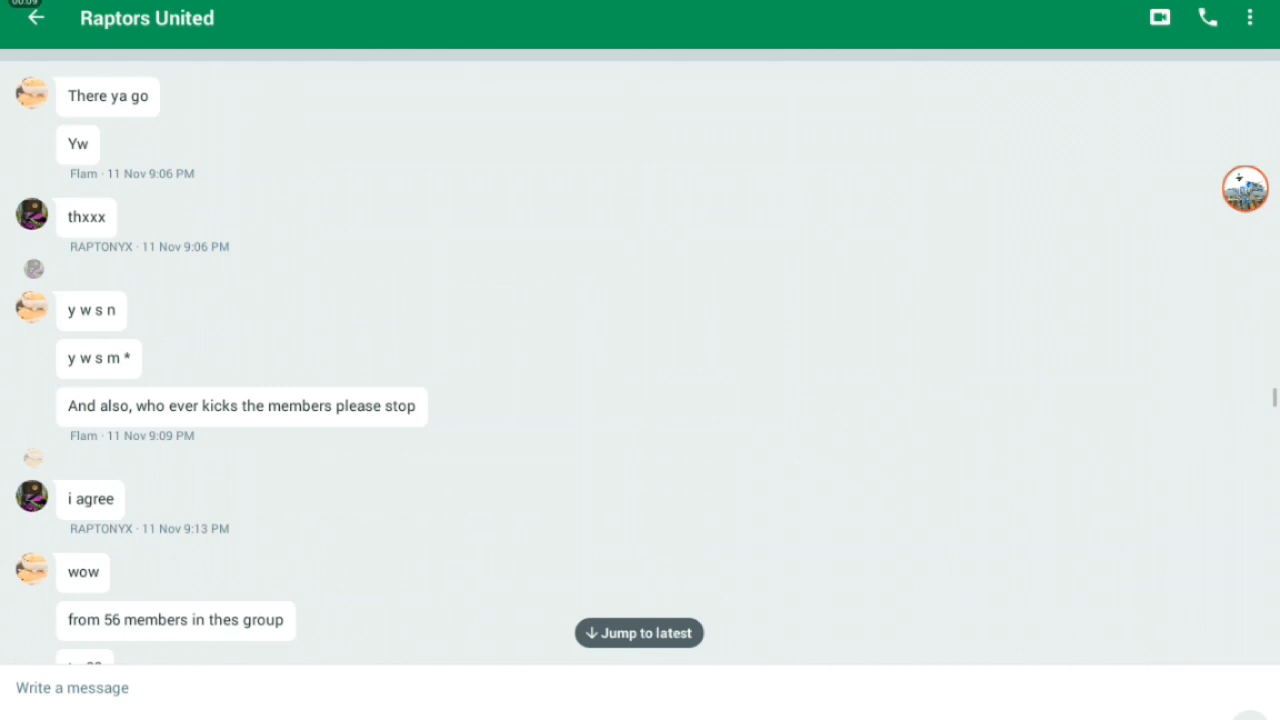 00:09
Raptors United
There ya go
Yw
Flam · 11 Nov 9:06 PM
thxxx
RAPTONYX · 11 Nov 9:06 PM
y w s n
y w s m *
And also, who ever kicks the members please stop
Flam · 11 Nov 9:09 PM
i agree
RAPTONYX · 11 Nov 9:13 PM
wow
from 56 members in thes group
Jump to latest
Write a message